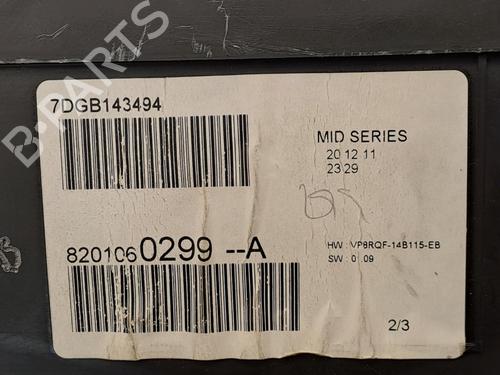 7DGB143494
MID SERIES
20 12 11
23 29
8201060299 --A
HW : VP8RQF-14B115-EB
SW : 0 .09
2/3
B-PARTS